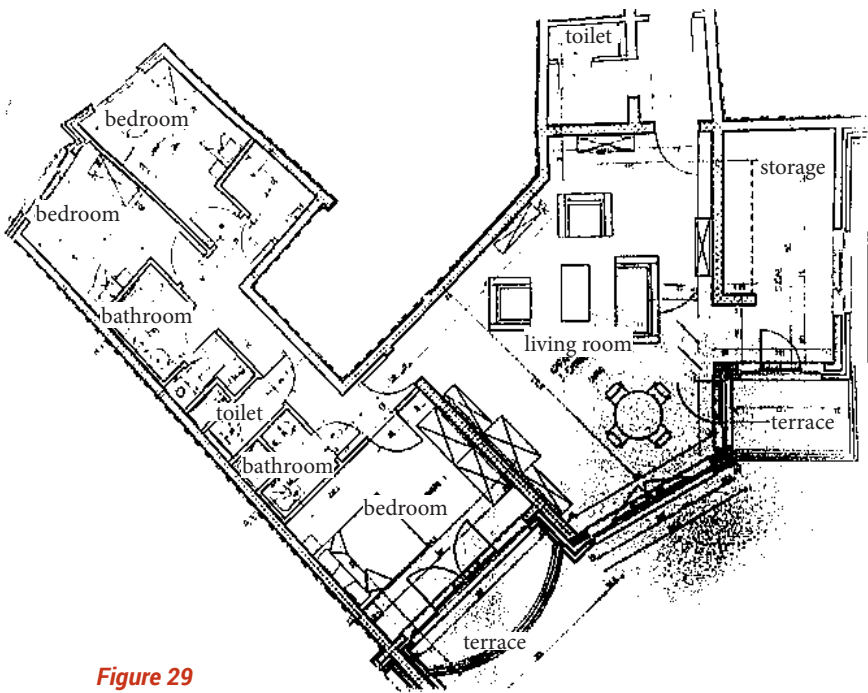 toilet
bedroom
storage
bedroom
bathroom
living room
toilet
terrace
bathroom
bedroom
terrace
Figure 29